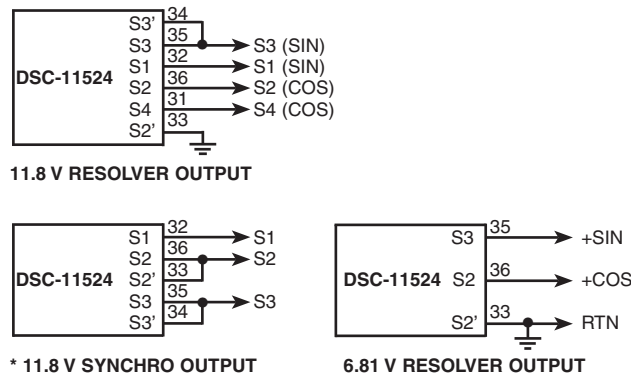 34
S3'
35
S3 S3 (SIN)
32
S1 S1 (SIN)
DSC-11524 36
S2 S2 (COS)
31
S4 S4 (COS)
33
S2'
11.8 V RESOLVER OUTPUT
32
S1 S1
36
S2 S2
33
S2'
DSC-11524 35
S3 S3
34
S3'
* 11.8 V SYNCHRO OUTPUT
35
S3 +SIN
36
DSC-11524 S2 +COS
33
S2' RTN
6.81 V RESOLVER OUTPUT